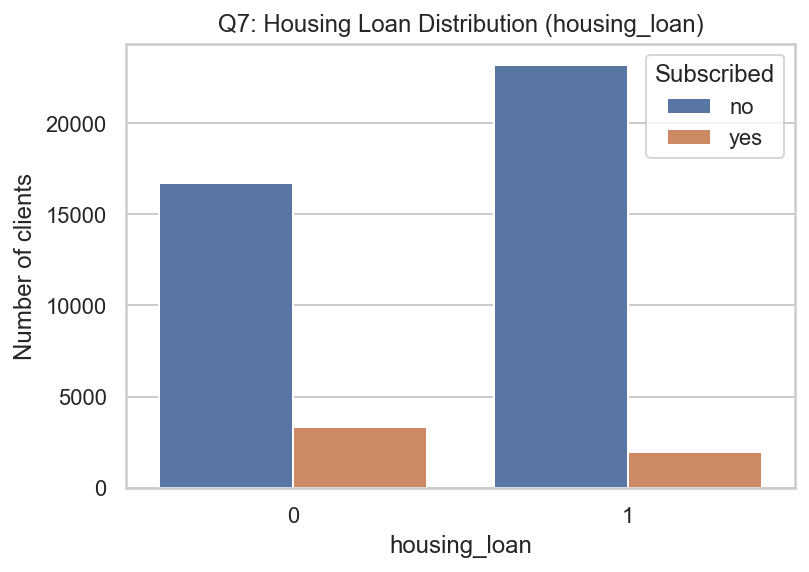 Q7: Housing Loan Distribution (housing_loan)
Subscribed
no
yes
Number of clients
20000
15000
10000
5000
0
0 1
housing_loan